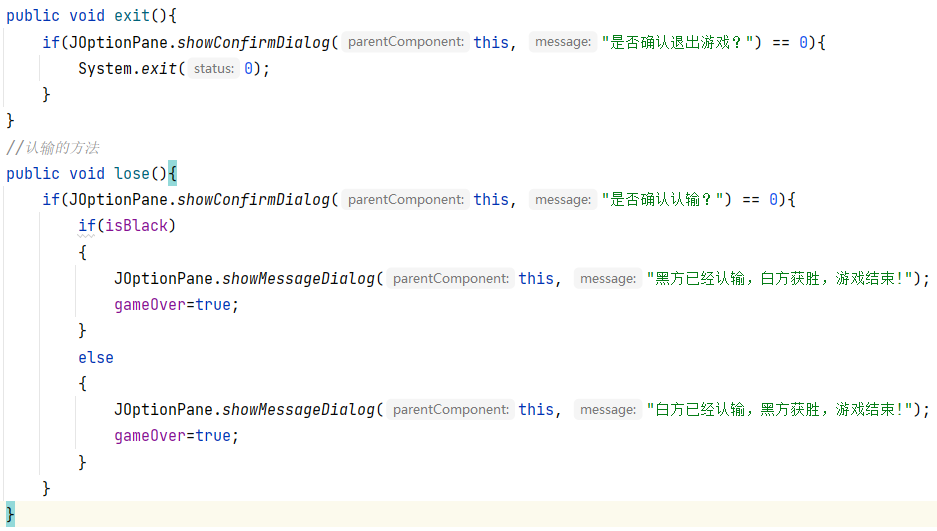 public void exit(){
    if(JOptionPane.showConfirmDialog( parentComponent: this, message: "是否确认退出游戏？") == 0){
        System.exit( status: 0);
    }
}
//认输的方法
public void lose(){
    if(JOptionPane.showConfirmDialog( parentComponent: this, message: "是否确认认输？") == 0){
        if(isBlack)
        {
            JOptionPane.showMessageDialog( parentComponent: this, message: "黑方已经认输，白方获胜，游戏结束!");
            gameOver=true;
        }
        else
        {
            JOptionPane.showMessageDialog( parentComponent: this, message: "白方已经认输，黑方获胜，游戏结束!");
            gameOver=true;
        }
    }
}